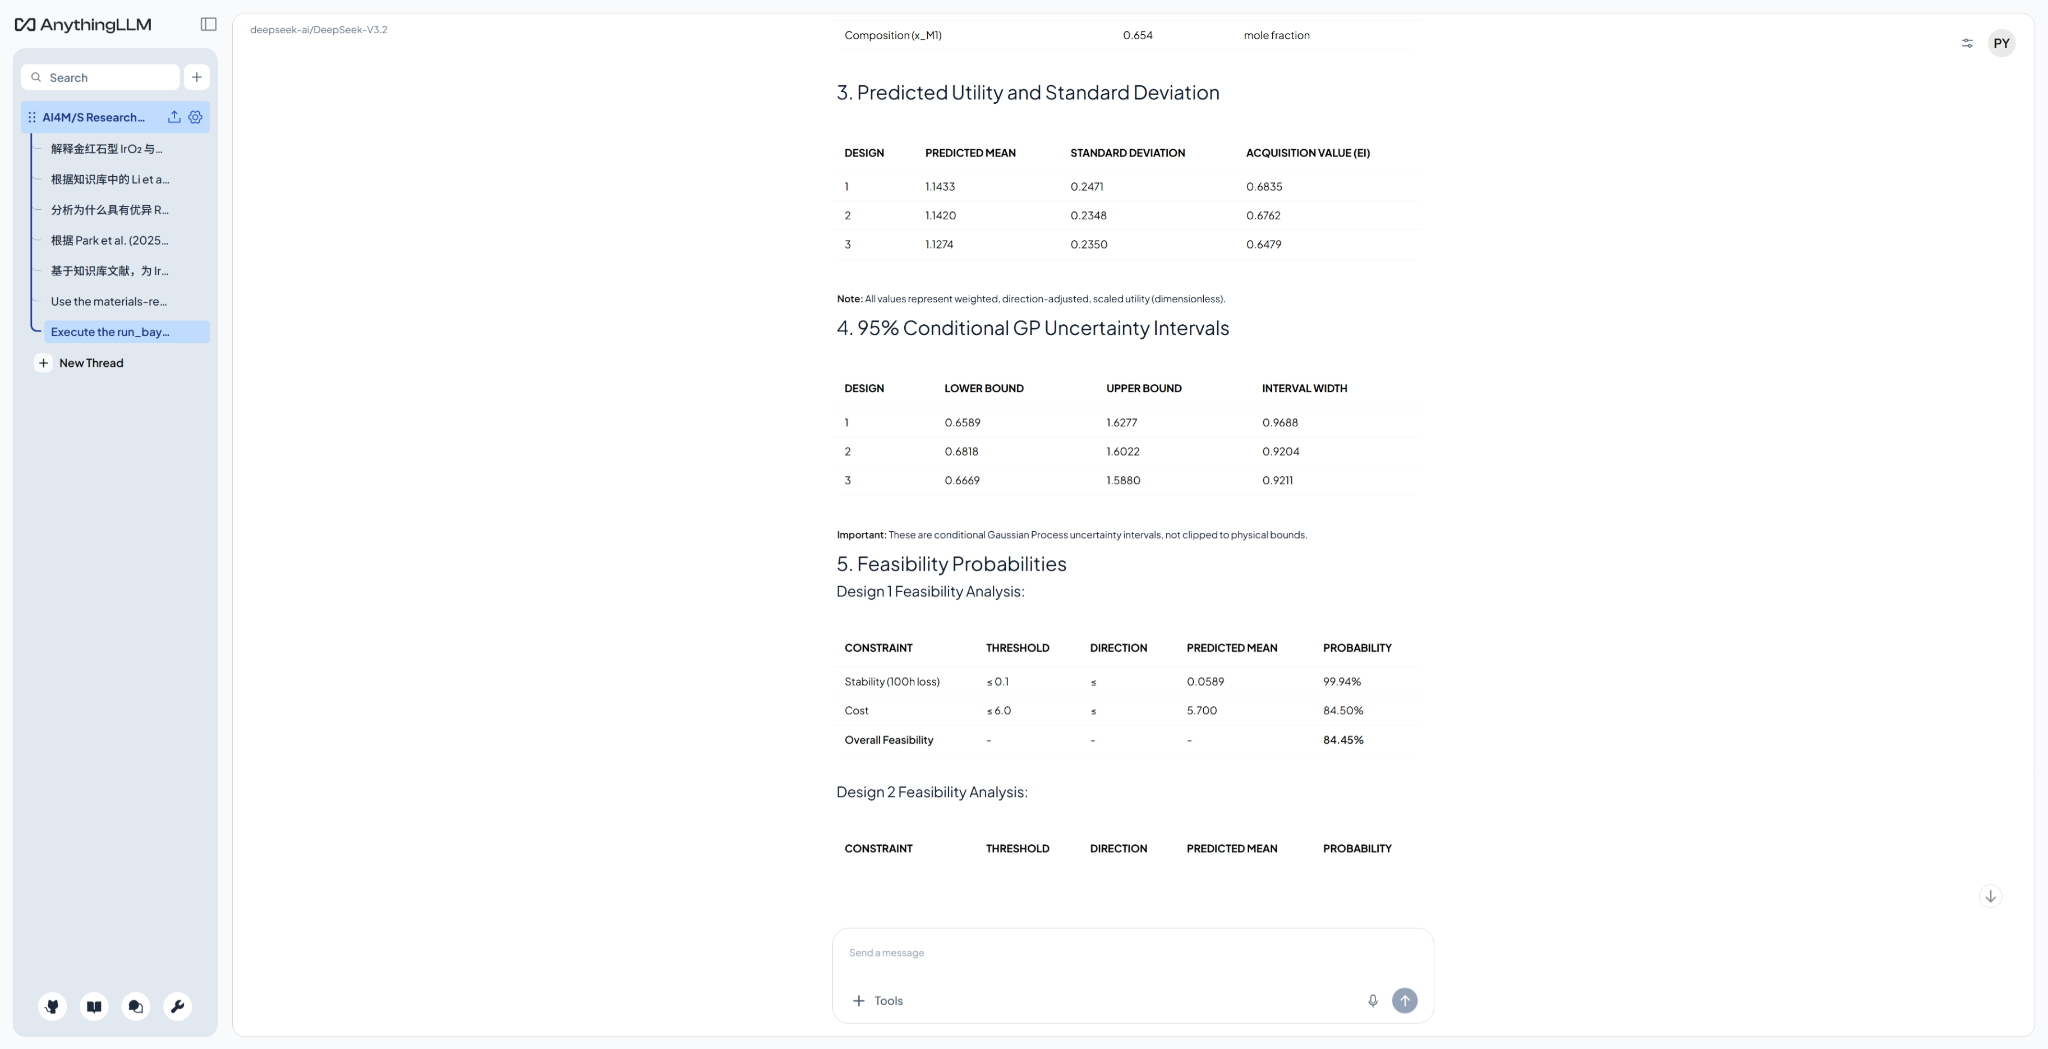 AnythingLLM
Search
AI4M/S Research...
解释金红石型 IrO₂ 与...
根据知识库中的 Li et a...
分析为什么具有优异 R...
根据 Park et al. (2025...
基于知识库文献，为 Ir...
Use the materials-re...
Execute the run_bay...
New Thread
deepseek-ai/DeepSeek-V3.2
PY
Composition (x_M1) 0.654 mole fraction
3. Predicted Utility and Standard Deviation
DESIGN PREDICTED MEAN STANDARD DEVIATION ACQUISITION VALUE (EI)
1 1.1433 0.2471 0.6835
2 1.1420 0.2348 0.6762
3 1.1274 0.2350 0.6479
Note: All values represent weighted, direction-adjusted, scaled utility (dimensionless).
4. 95% Conditional GP Uncertainty Intervals
DESIGN LOWER BOUND UPPER BOUND INTERVAL WIDTH
1 0.6589 1.6277 0.9688
2 0.6818 1.6022 0.9204
3 0.6669 1.5880 0.9211
Important: These are conditional Gaussian Process uncertainty intervals, not clipped to physical bounds.
5. Feasibility Probabilities
Design 1 Feasibility Analysis:
CONSTRAINT THRESHOLD DIRECTION PREDICTED MEAN PROBABILITY
Stability (100h loss) ≤ 0.1 ≤ 0.0589 99.94%
Cost ≤ 6.0 ≤ 5.700 84.50%
Overall Feasibility - - - 84.45%
Design 2 Feasibility Analysis:
CONSTRAINT THRESHOLD DIRECTION PREDICTED MEAN PROBABILITY
Send a message
Tools